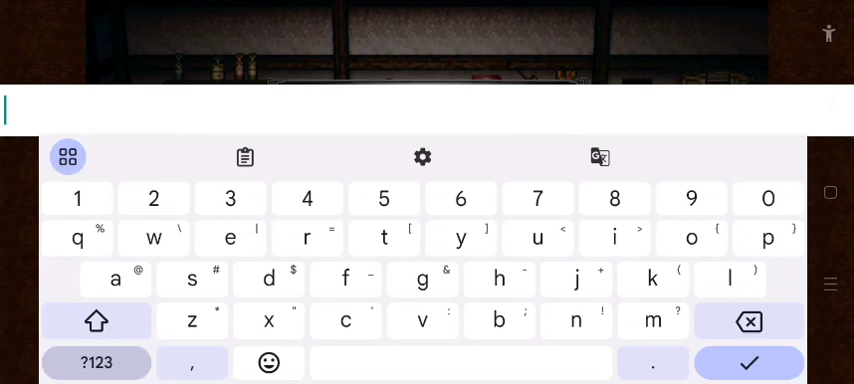 1 2 3 4 5 6 7 8 9 0
q % w \ e | r = t [ y ] u < i > o { p }
a @ s # d $ f _ g & h - j + k ( l )
z * x " c ' v : b ; n ! m ?
?123 , .